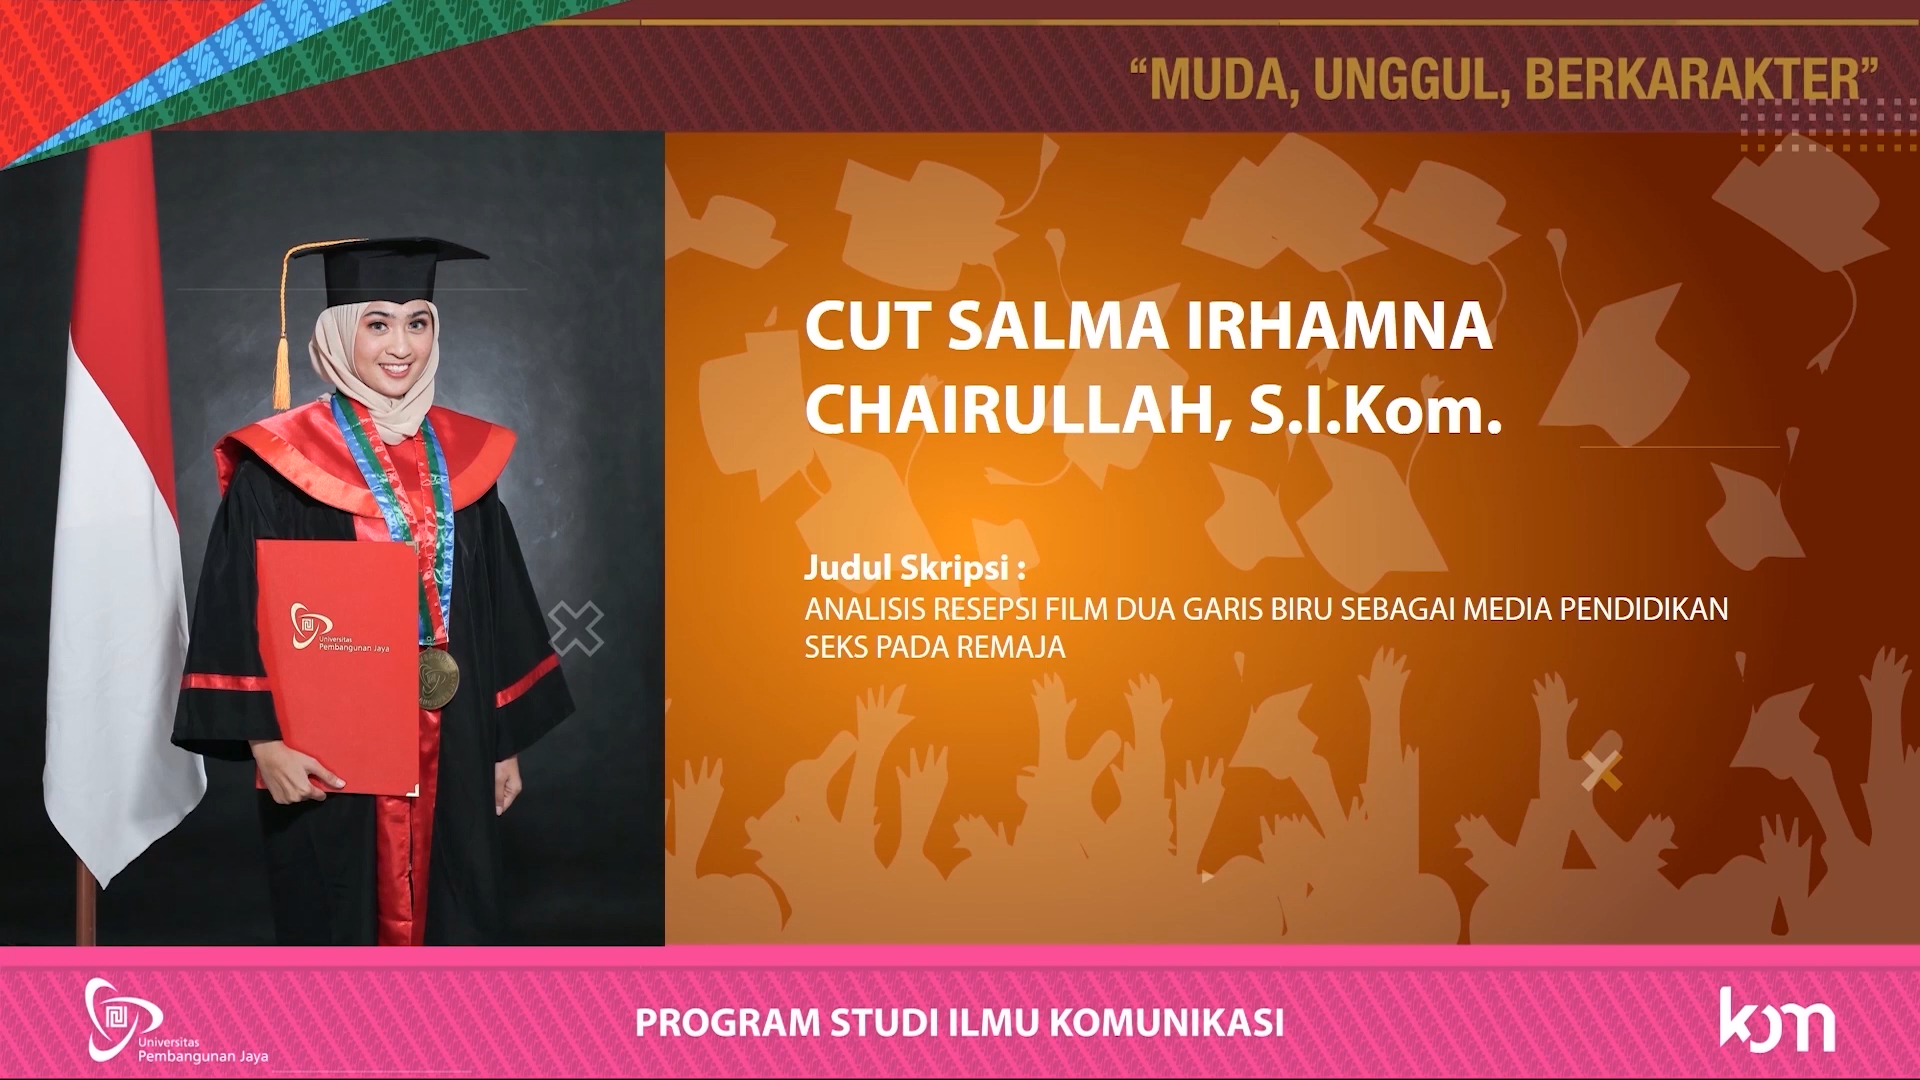 “MUDA, UNGGUL, BERKARAKTER”
CUT SALMA IRHAMNA
CHAIRULLAH, S.I.Kom.
Judul Skripsi :
ANALISIS RESEPSI FILM DUA GARIS BIRU SEBAGAI MEDIA PENDIDIKAN
SEKS PADA REMAJA
Universitas
Pembangunan Jaya
Universitas
Pembangunan Jaya
PROGRAM STUDI ILMU KOMUNIKASI
kom